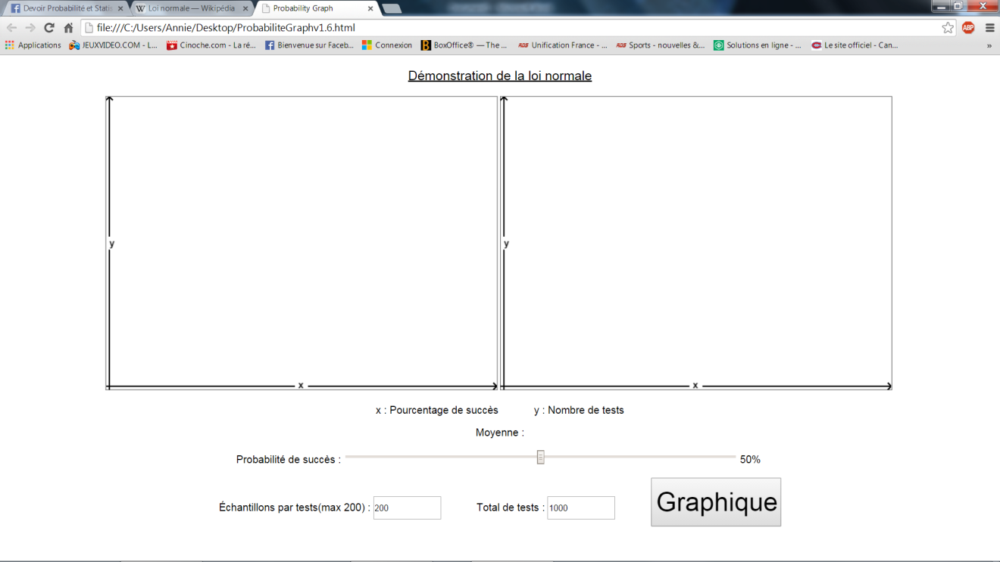 Devoir Probabilité et Statis
Loi normale — Wikipédia
Probability Graph
file:///C:/Users/Annie/Desktop/ProbabiliteGraphv1.6.html
ABP
Applications JEUXVIDEO.COM - L... Cinoche.com - La ré... Bienvenue sur Faceb... Connexion BoxOffice® — The ... RDS Unification France - ... RDS Sports - nouvelles &... Solutions en ligne - ... Le site officiel - Can... »
Démonstration de la loi normale
y
x
y
x
x : Pourcentage de succès y : Nombre de tests
Moyenne :
Probabilité de succès : 50%
Échantillons par tests(max 200) : 200 Total de tests : 1000 Graphique